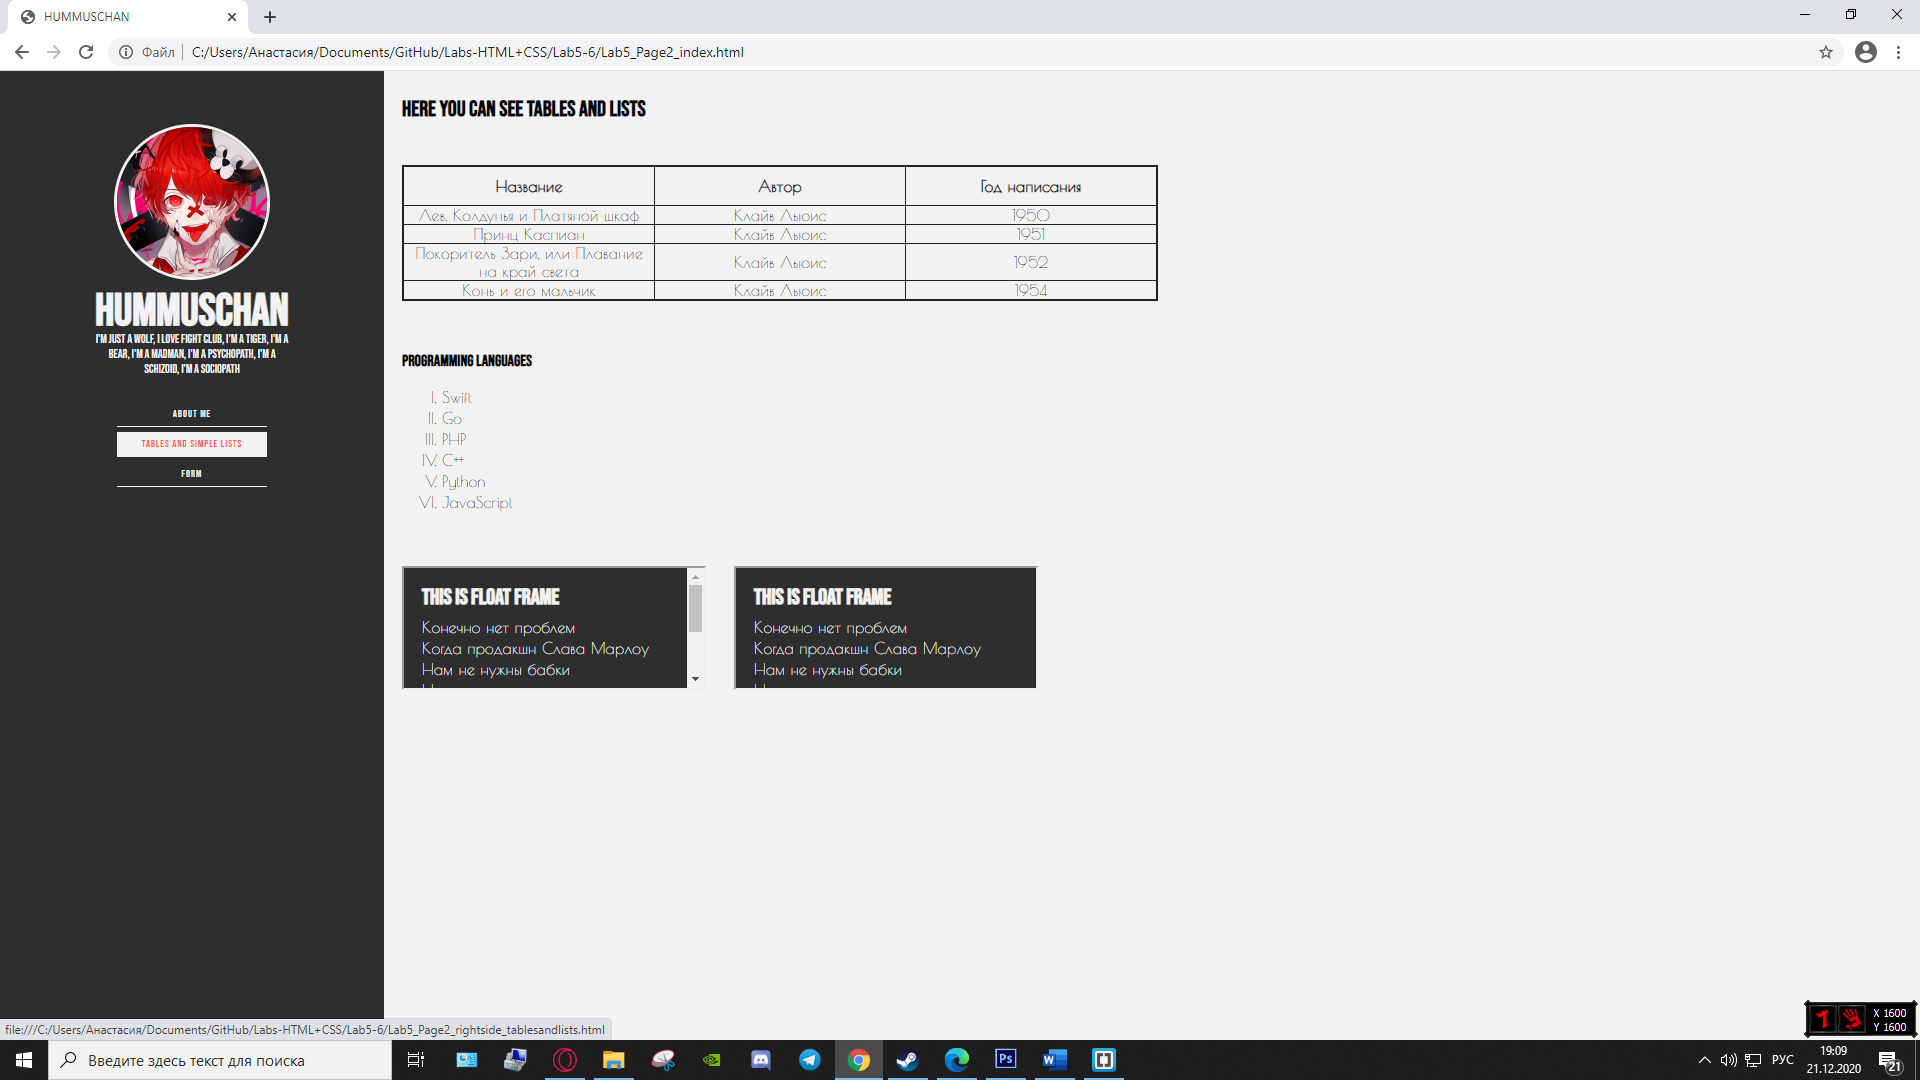 HUMMUSCHAN
Файл
C:/Users/Анастасия/Documents/GitHub/Labs-HTML+CSS/Lab5-6/Lab5_Page2_index.html
HUMMUSCHAN
I'M JUST A WOLF, I LOVE FIGHT CLUB, I'M A TIGER, I'M A
BEAR, I'M A MADMAN, I'M A PSYCHOPATH, I'M A
SCHIZOID, I'M A SOCIOPATH
ABOUT ME
TABLES AND SIMPLE LISTS
FORM
HERE YOU CAN SEE TABLES AND LISTS
Название Автор Год написания
Лев, Колдунья и Платяной шкаф Клайв Льюис 1950
Принц Каспиан Клайв Льюис 1951
Покоритель Зари, или Плавание
на край света Клайв Льюис 1952
Конь и его мальчик Клайв Льюис 1954
PROGRAMMING LANGUAGES
I. Swift
II. Go
III. PHP
IV. C++
V. Python
VI. JavaScript
THIS IS FLOAT FRAME
Конечно нет проблем
Когда продакшн Слава Марлоу
Нам не нужны бабки
THIS IS FLOAT FRAME
Конечно нет проблем
Когда продакшн Слава Марлоу
Нам не нужны бабки
file:///C:/Users/Анастасия/Documents/GitHub/Labs-HTML+CSS/Lab5-6/Lab5_Page2_rightside_tablesandlists.html
X 1600
Y 1600
Введите здесь текст для поиска
Ps
РУС
19:09
21.12.2020
21